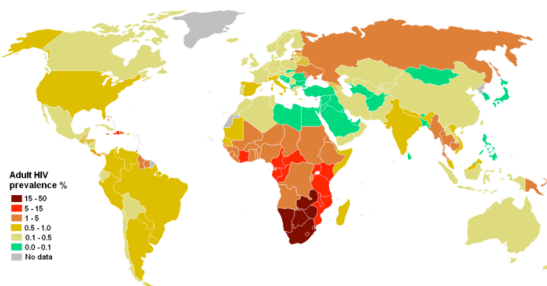 Adult HIV
prevalence %
15 - 50
5 - 15
1 - 5
0.5 - 1.0
0.1 - 0.5
0.0 - 0.1
No data